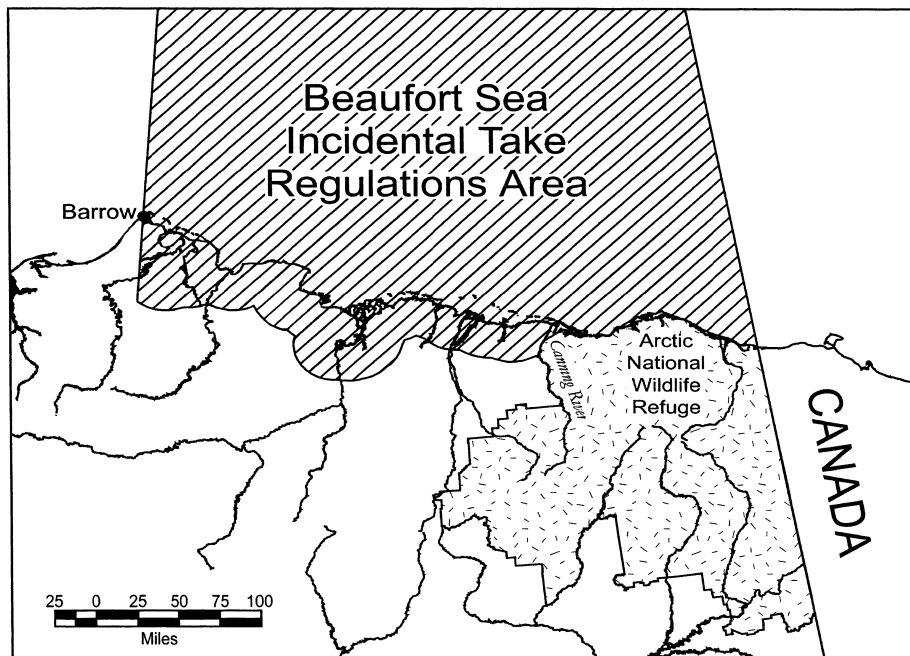 Beaufort Sea
Incidental Take
Regulations Area
Barrow
Arctic
National
Wildlife
Refuge
Canning River
CANADA
25 0 25 50 75 100
Miles